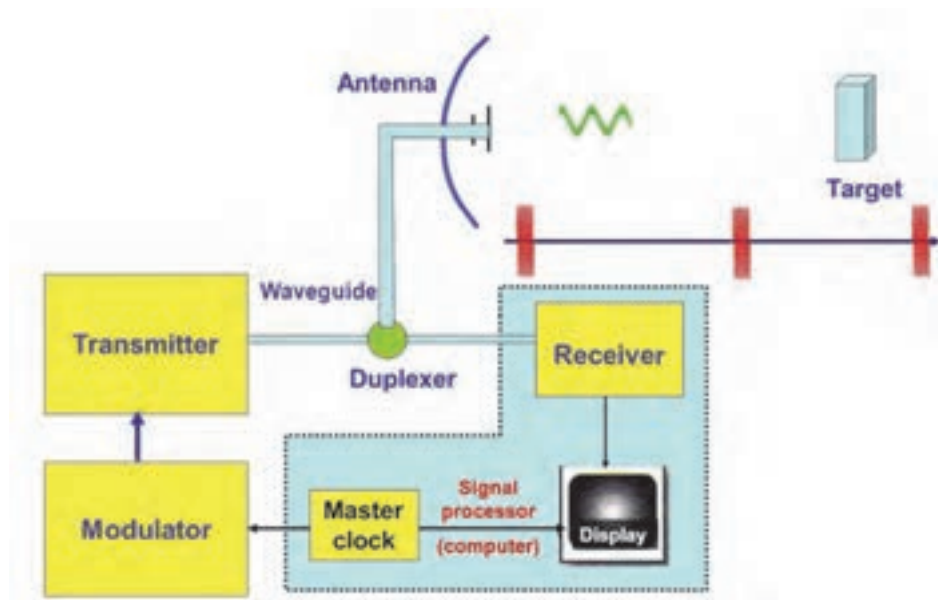 Antenna
Target
Waveguide
Transmitter
Duplexer
Receiver
Modulator
Master
clock
Signal
processor
(computer)
Display